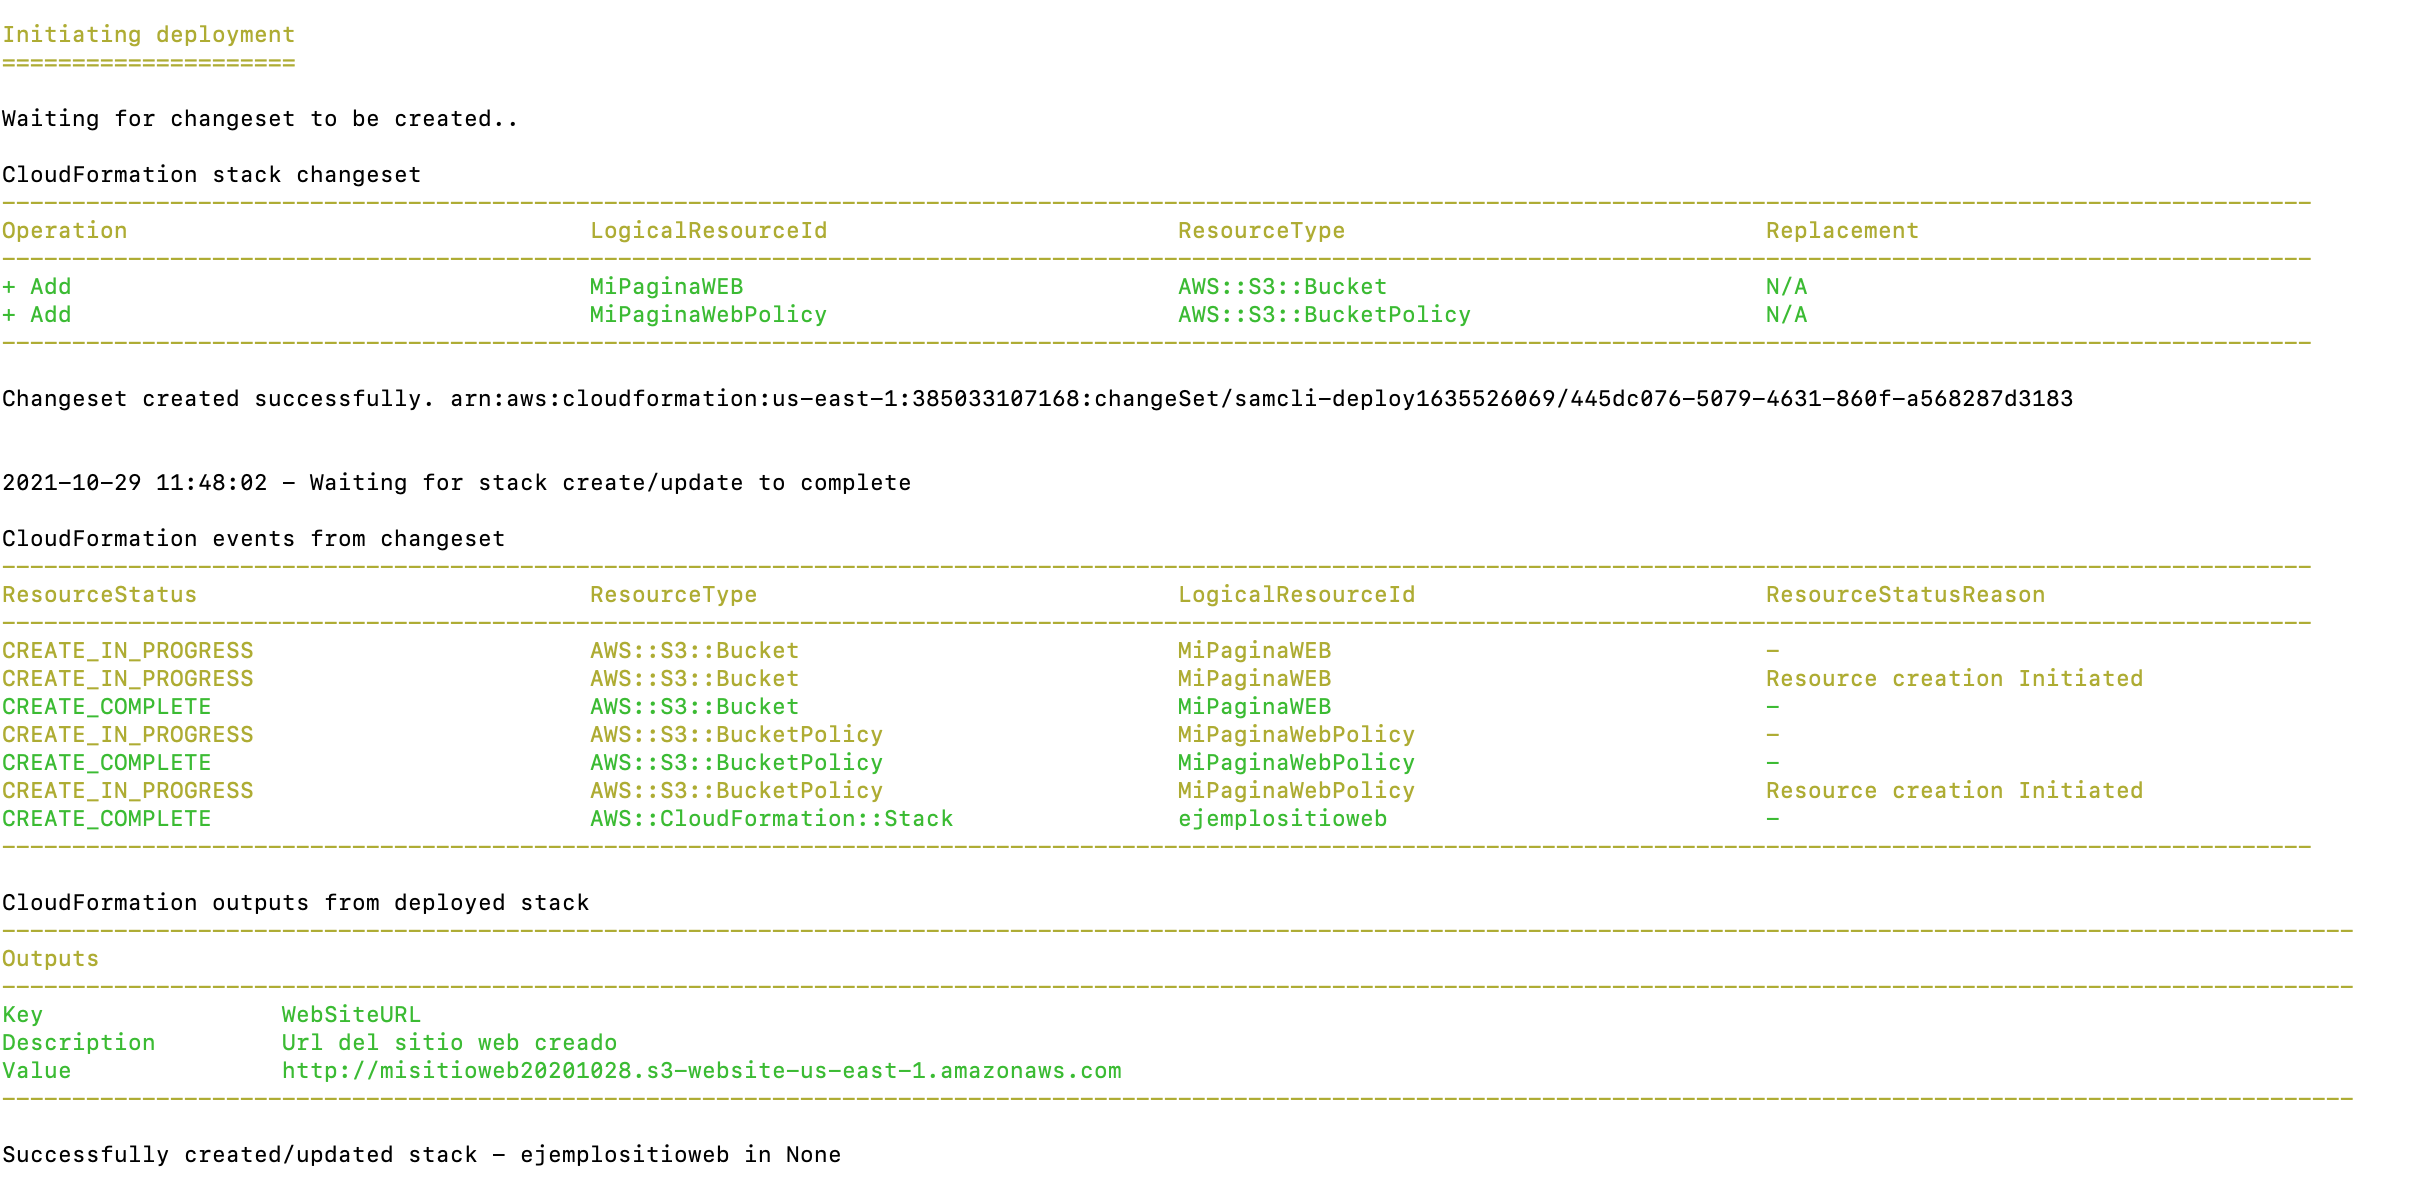 Initiating deployment
=====================
Waiting for changeset to be created..
CloudFormation stack changeset
Operation LogicalResourceId ResourceType Replacement
+ Add MiPaginaWEB AWS::S3::Bucket N/A
+ Add MiPaginaWebPolicy AWS::S3::BucketPolicy N/A
Changeset created successfully. arn:aws:cloudformation:us-east-1:385033107168:changeSet/samcli-deploy1635526069/445dc076-5079-4631-860f-a568287d3183
2021-10-29 11:48:02 - Waiting for stack create/update to complete
CloudFormation events from changeset
ResourceStatus ResourceType LogicalResourceId ResourceStatusReason
CREATE_IN_PROGRESS AWS::S3::Bucket MiPaginaWEB -
CREATE_IN_PROGRESS AWS::S3::Bucket MiPaginaWEB Resource creation Initiated
CREATE_COMPLETE AWS::S3::Bucket MiPaginaWEB -
CREATE_IN_PROGRESS AWS::S3::BucketPolicy MiPaginaWebPolicy -
CREATE_COMPLETE AWS::S3::BucketPolicy MiPaginaWebPolicy -
CREATE_IN_PROGRESS AWS::S3::BucketPolicy MiPaginaWebPolicy Resource creation Initiated
CREATE_COMPLETE AWS::CloudFormation::Stack ejemplositioweb -
CloudFormation outputs from deployed stack
Outputs
Key WebSiteURL
Description Url del sitio web creado
Value http://misitioweb20201028.s3-website-us-east-1.amazonaws.com
Successfully created/updated stack - ejemplositioweb in None